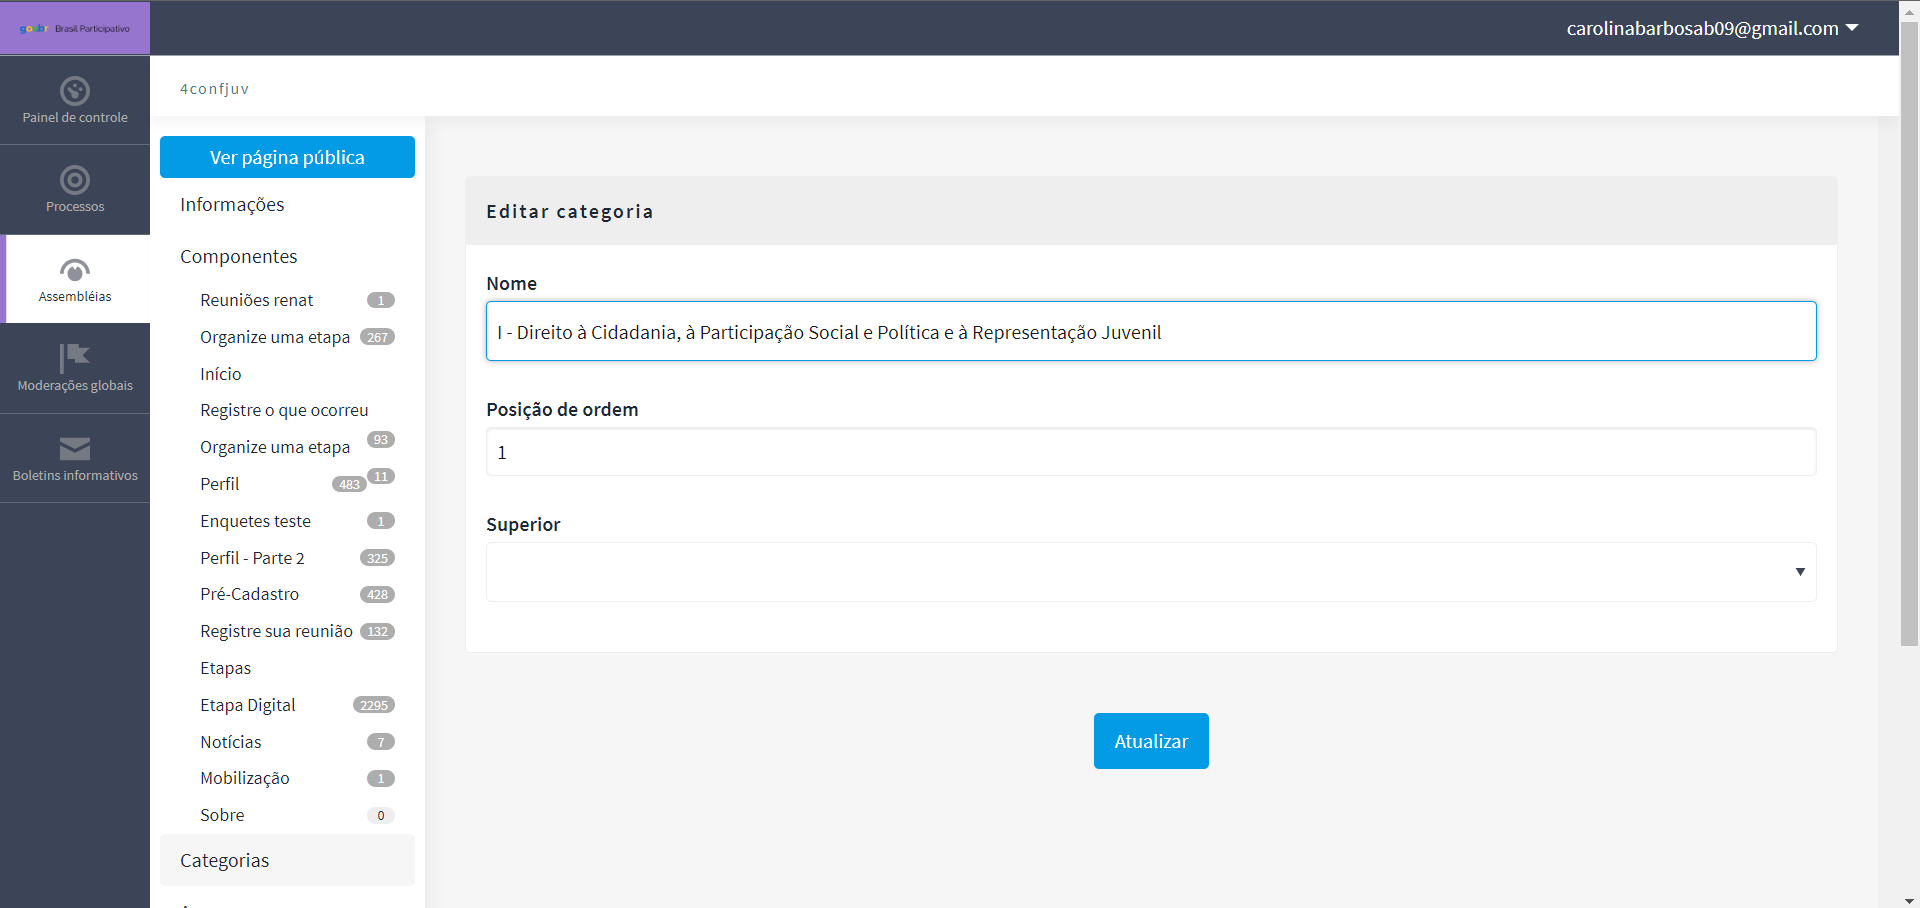 gov.br Brasil Participativo
carolinabarbosab09@gmail.com
Painel de controle
Processos
Assembléias
Moderações globais
Boletins informativos
4confjuv
Ver página pública
Informações
Componentes
Reuniões renat 1
Organize uma etapa 267
Início
Registre o que ocorreu
Organize uma etapa 93
Perfil 483 11
Enquetes teste 1
Perfil - Parte 2 325
Pré-Cadastro 428
Registre sua reunião 132
Etapas
Etapa Digital 2295
Notícias 7
Mobilização 1
Sobre 0
Categorias
Editar categoria
Nome
I - Direito à Cidadania, à Participação Social e Política e à Representação Juvenil
Posição de ordem
1
Superior
Atualizar